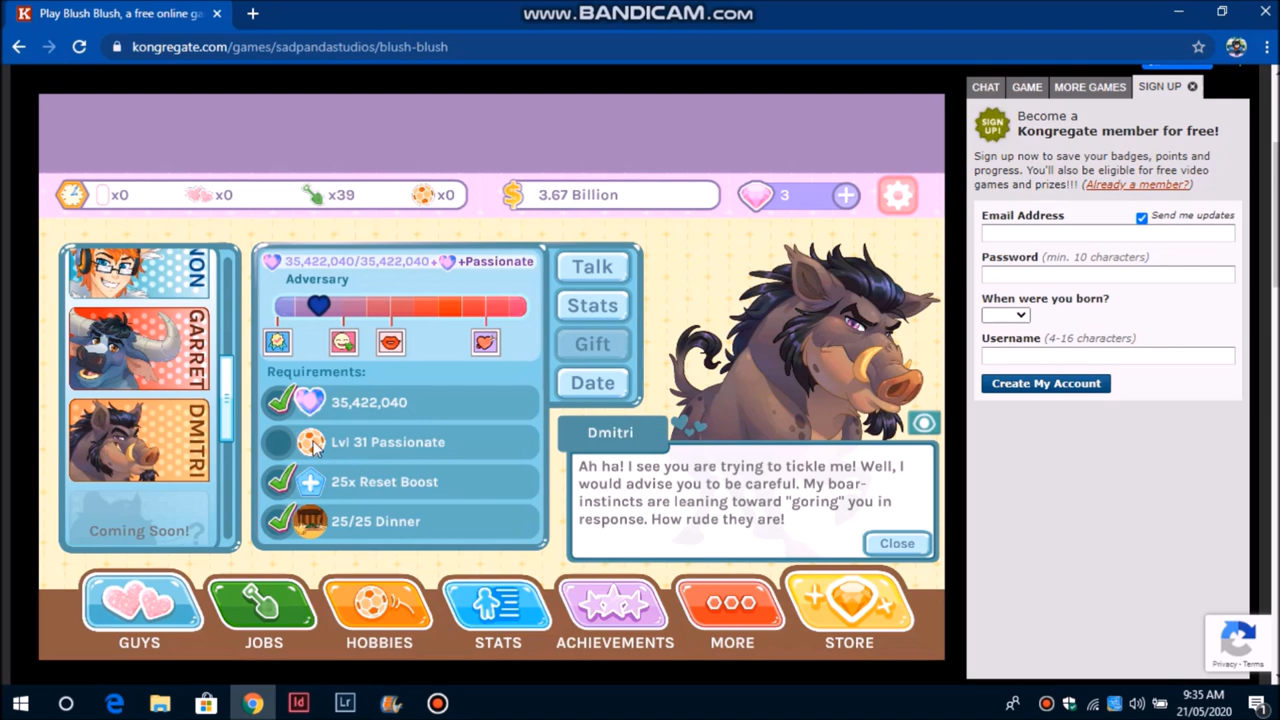 Play Blush Blush, a free online ga
www.BANDICAM.com
kongregate.com/games/sadpandastudios/blush-blush
x0
x0
x39
x0
3.67 Billion
3
NON
GARRET
DMITRI
Coming Soon!
35,422,040/35,422,040+ +Passionate
Adversary
Requirements:
35,422,040
Lvl 31 Passionate
25x Reset Boost
25/25 Dinner
Talk
Stats
Gift
Date
Dmitri
Ah ha! I see you are trying to tickle me! Well, I
would advise you to be careful. My boar-
instincts are leaning toward "goring" you in
response. How rude they are!
Close
GUYS
JOBS
HOBBIES
STATS
ACHIEVEMENTS
MORE
STORE
CHAT
GAME
MORE GAMES
SIGN UP
SIGN UP!
Become a
Kongregate member for free!
Sign up now to save your badges, points and
progress. You'll also be eligible for free video
games and prizes!!! (Already a member?)
Email Address
Send me updates
Password (min. 10 characters)
When were you born?
Username (4-16 characters)
Create My Account
Privacy - Terms
Id
Lr
9:35 AM
21/05/2020
1